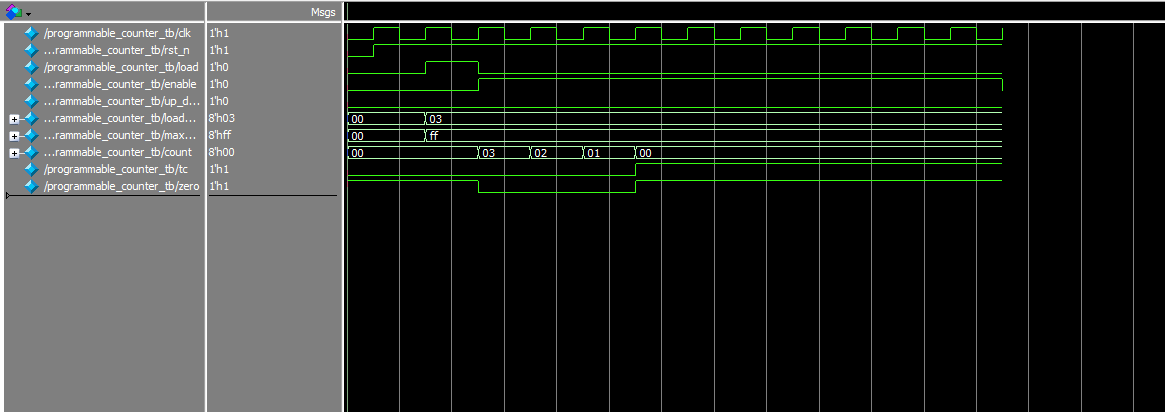 Msgs
/programmable_counter_tb/clk 1'h1
...rammable_counter_tb/rst_n 1'h1
/programmable_counter_tb/load 1'h0
...rammable_counter_tb/enable 1'h0
...rammable_counter_tb/up_d... 1'h0
...rammable_counter_tb/load... 8'h03 00 03
...rammable_counter_tb/max... 8'hff 00 ff
...rammable_counter_tb/count 8'h00 00 03 02 01 00
/programmable_counter_tb/tc 1'h1
/programmable_counter_tb/zero 1'h1